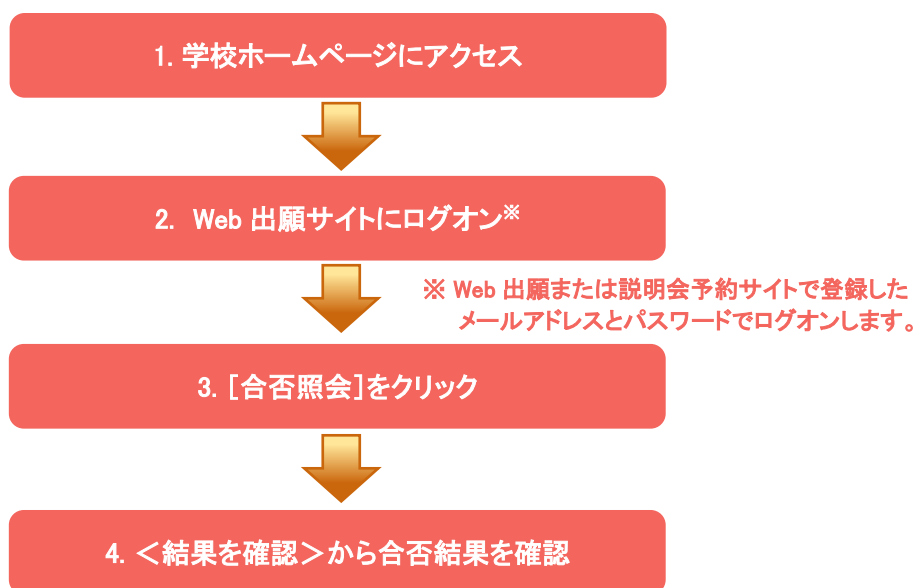 1. 学校ホームページにアクセス
2. Web 出願サイトにログオン※
※ Web 出願または説明会予約サイトで登録した
メールアドレスとパスワードでログオンします。
3. [合否照会]をクリック
4. ＜結果を確認＞から合否結果を確認